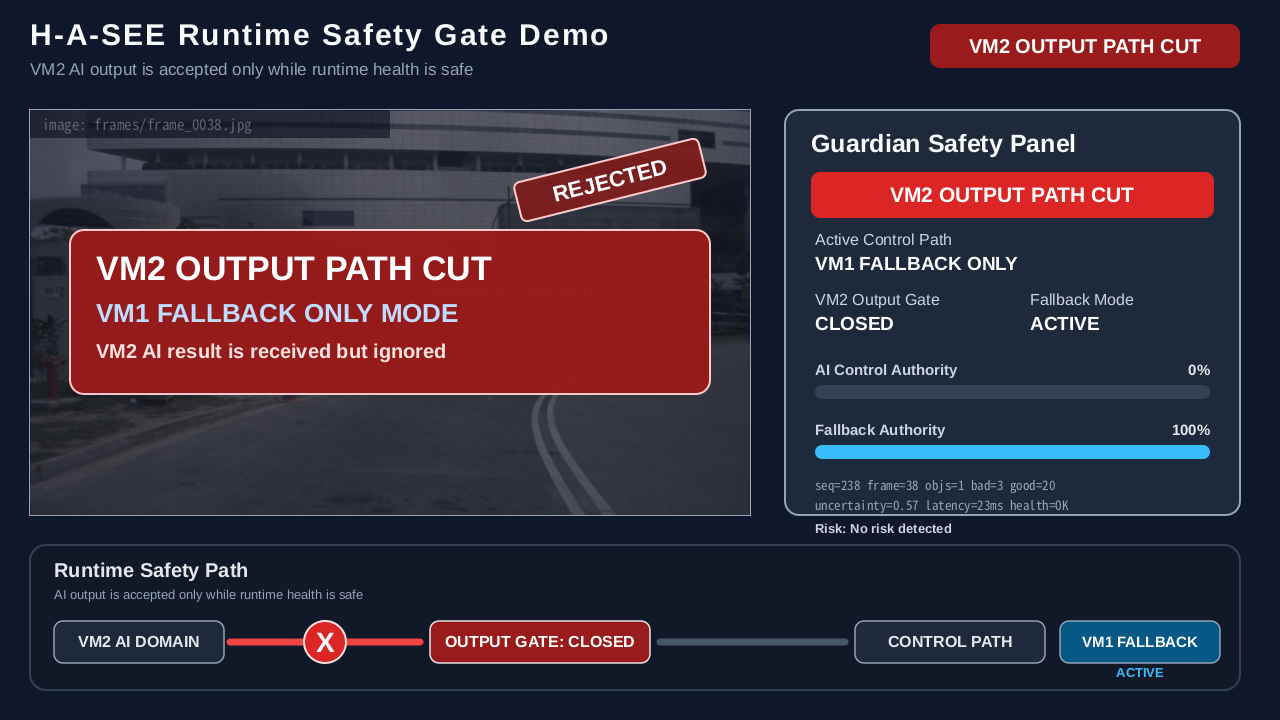 H-A-SEE Runtime Safety Gate Demo
VM2 AI output is accepted only while runtime health is safe
VM2 OUTPUT PATH CUT
image: frames/frame_0038.jpg
REJECTED
VM2 OUTPUT PATH CUT
VM1 FALLBACK ONLY MODE
VM2 AI result is received but ignored
Guardian Safety Panel
VM2 OUTPUT PATH CUT
Active Control Path
VM1 FALLBACK ONLY
VM2 Output Gate
CLOSED
Fallback Mode
ACTIVE
AI Control Authority 0%
Fallback Authority 100%
seq=238 frame=38 objs=1 bad=3 good=20
uncertainty=0.57 latency=23ms health=OK
Risk: No risk detected
Runtime Safety Path
AI output is accepted only while runtime health is safe
VM2 AI DOMAIN
X
OUTPUT GATE: CLOSED
CONTROL PATH
VM1 FALLBACK
ACTIVE